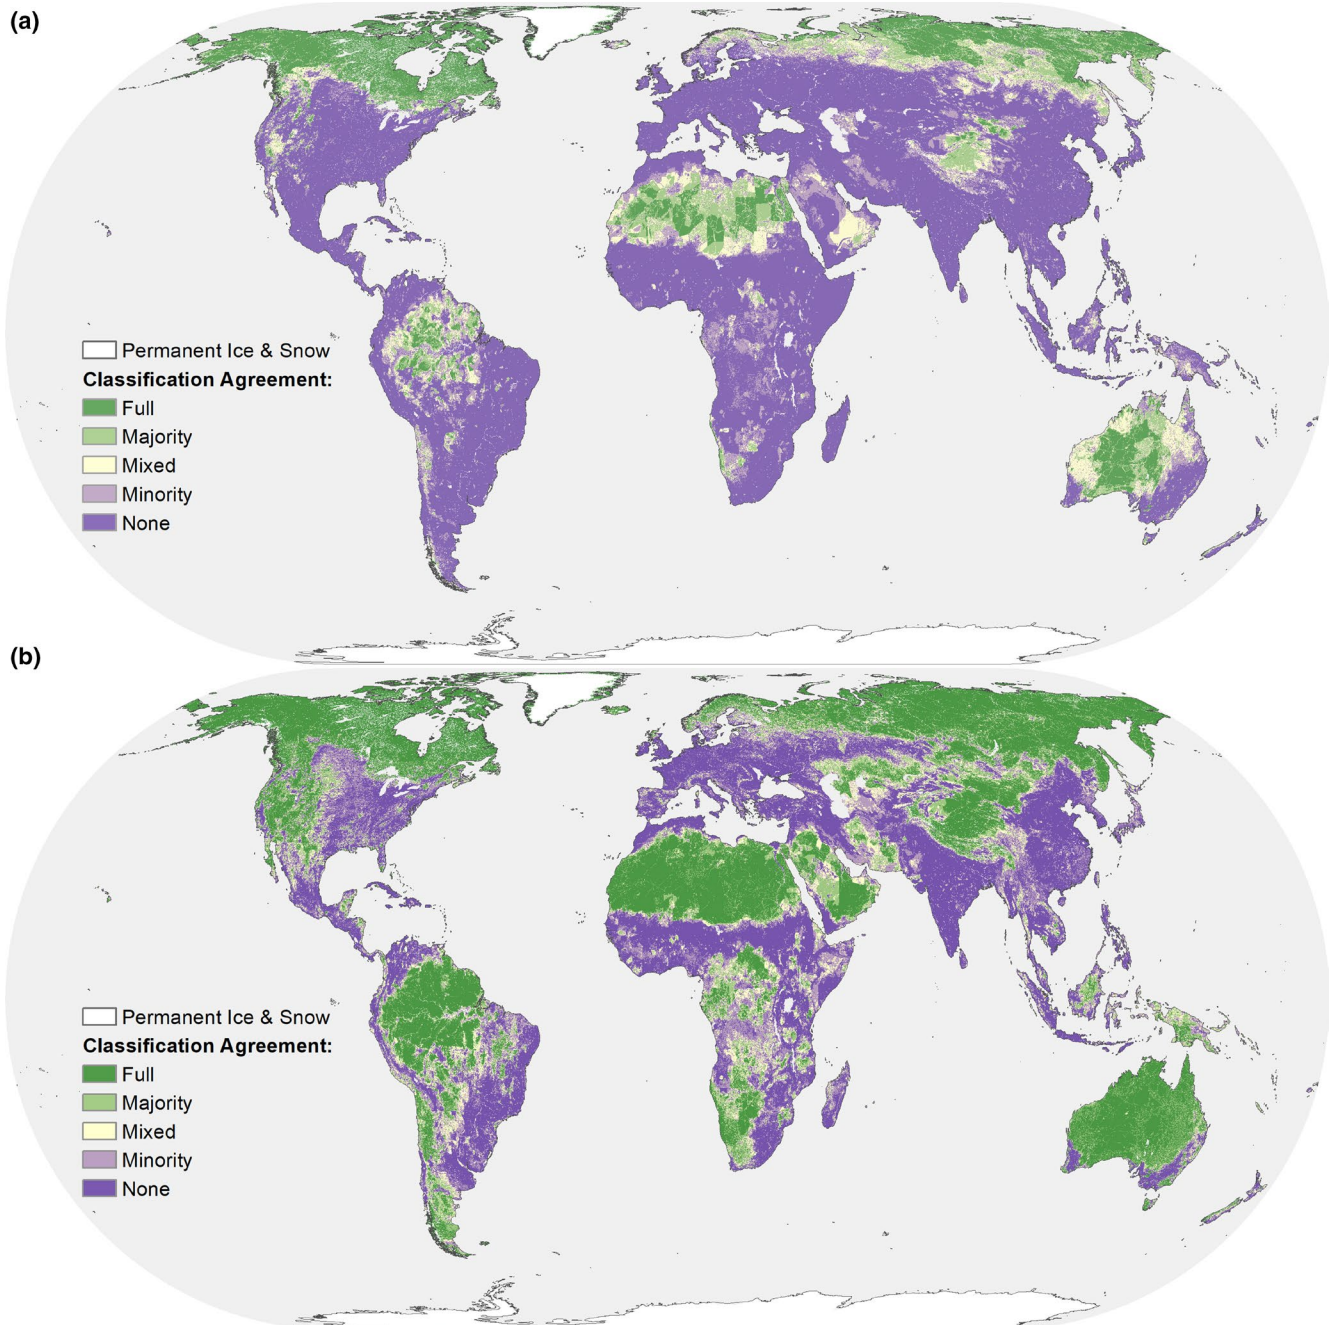 (a)
Permanent Ice & Snow
Classification Agreement:
Full
Majority
Mixed
Minority
None
(b)
Permanent Ice & Snow
Classification Agreement:
Full
Majority
Mixed
Minority
None